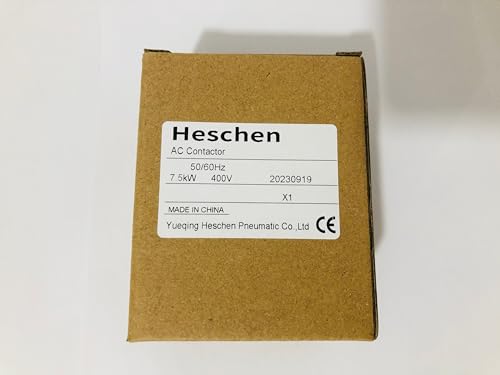 Heschen
AC Contactor
50/60Hz
7.5kW 400V 20230919
X1
MADE IN CHINA
Yueqing Heschen Pneumatic Co.,Ltd CE